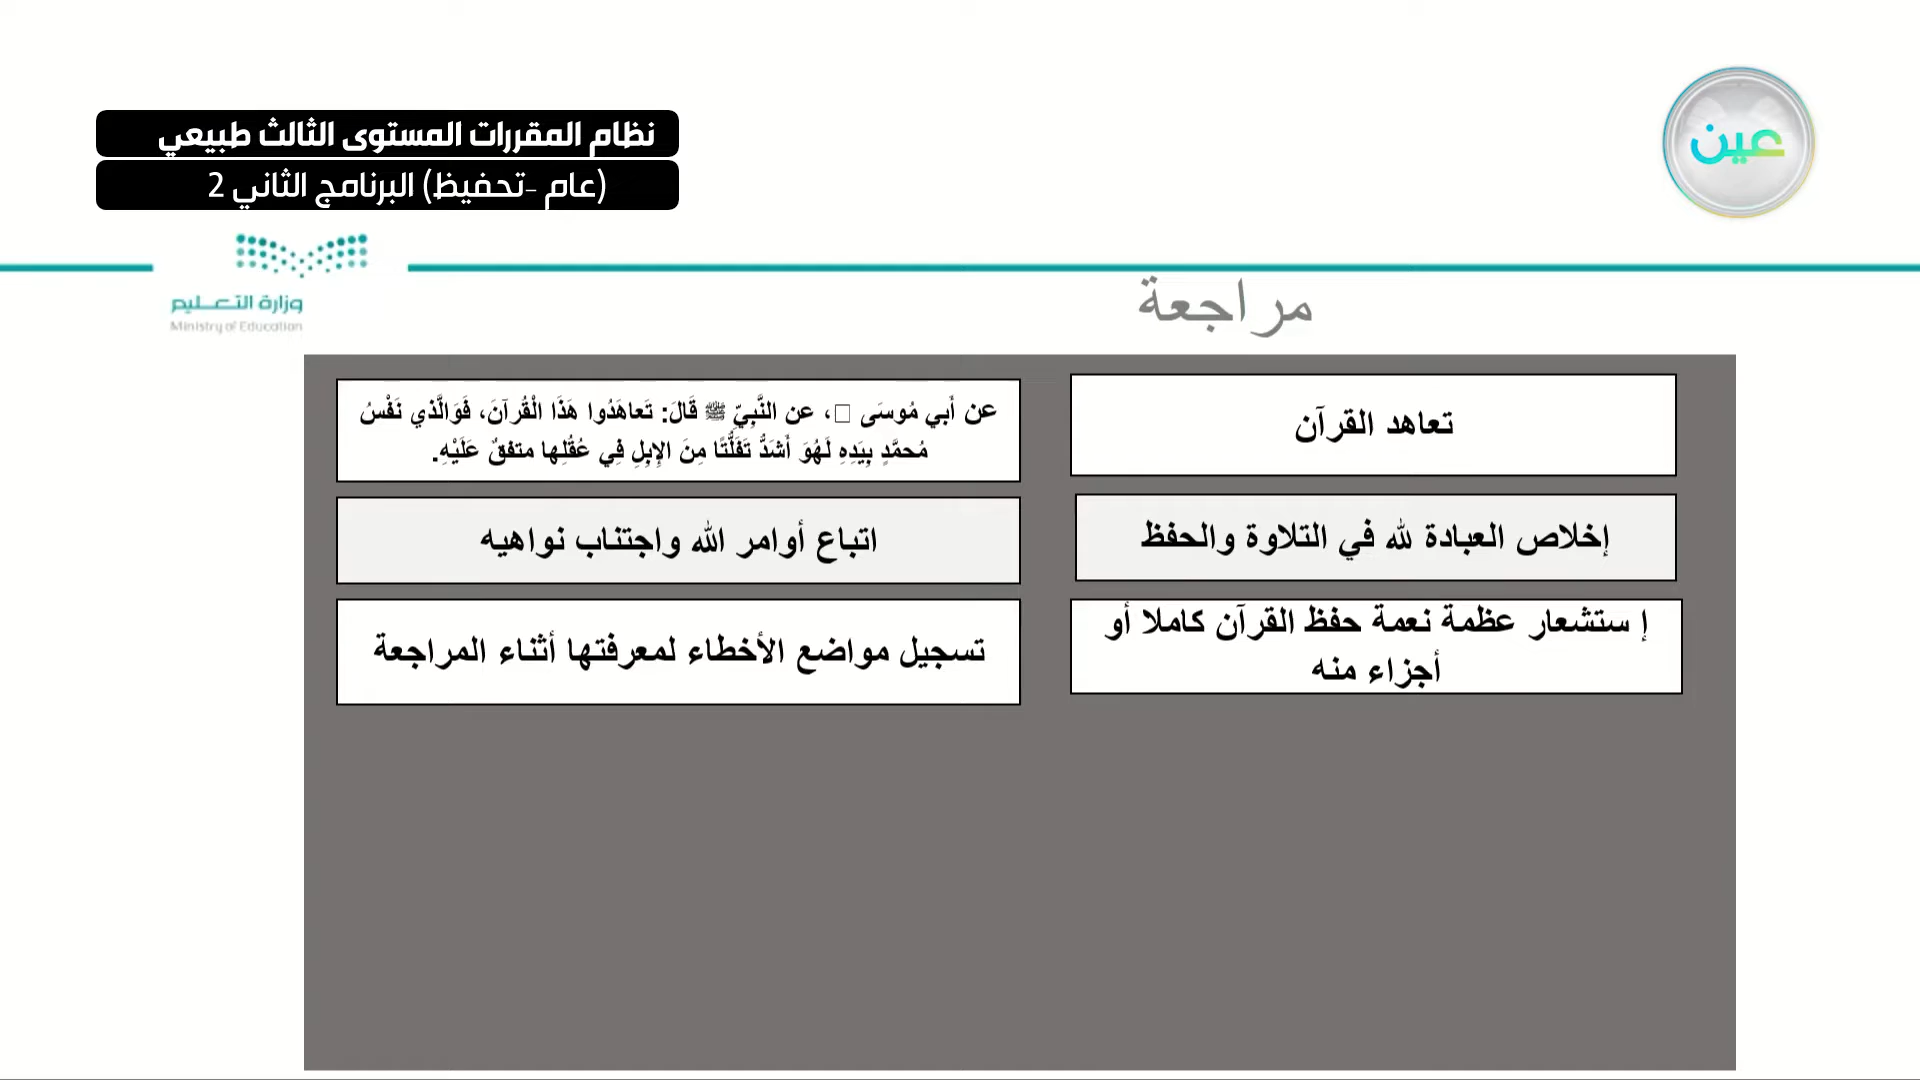 نظام المقررات المستوى الثالث طبيعي
(عام -تحفيظ) البرنامج الثاني 2
عين
وزارة التعليم
Ministry of Education
مراجعة
تعاهد القرآن
عن أَبي مُوسَى □، عن النَّبِيِّ ﷺ قَالَ: تَعاهَدُوا هَذَا الْقُرآنَ، فَوَالَّذي نَفْسُ
مُحمَّدٍ بِيَدِهِ لَهُوَ أَشَدُّ تَفَلُّتًا مِنَ الإِبِلِ فِي عُقُلِها متفقٌ عَلَيْهِ.
إخلاص العبادة لله في التلاوة والحفظ
اتباع أوامر الله واجتناب نواهيه
إ ستشعار عظمة نعمة حفظ القرآن كاملا أو
أجزاء منه
تسجيل مواضع الأخطاء لمعرفتها أثناء المراجعة